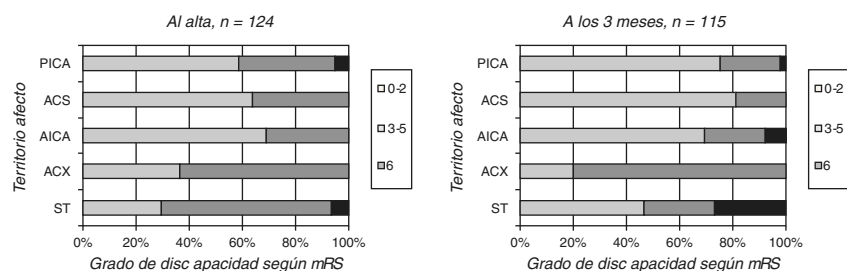 Al alta, n = 124
Territorio afecto
PICA
ACS
AICA
ACX
ST
0% 20% 40% 60% 80% 100%
Grado de disc apacidad según mRS
0-2
3-5
6
A los 3 meses, n = 115
Territorio afecto
PICA
ACS
AICA
ACX
ST
0% 20% 40% 60% 80% 100%
Grado de disc apacidad según mRS
0-2
3-5
6